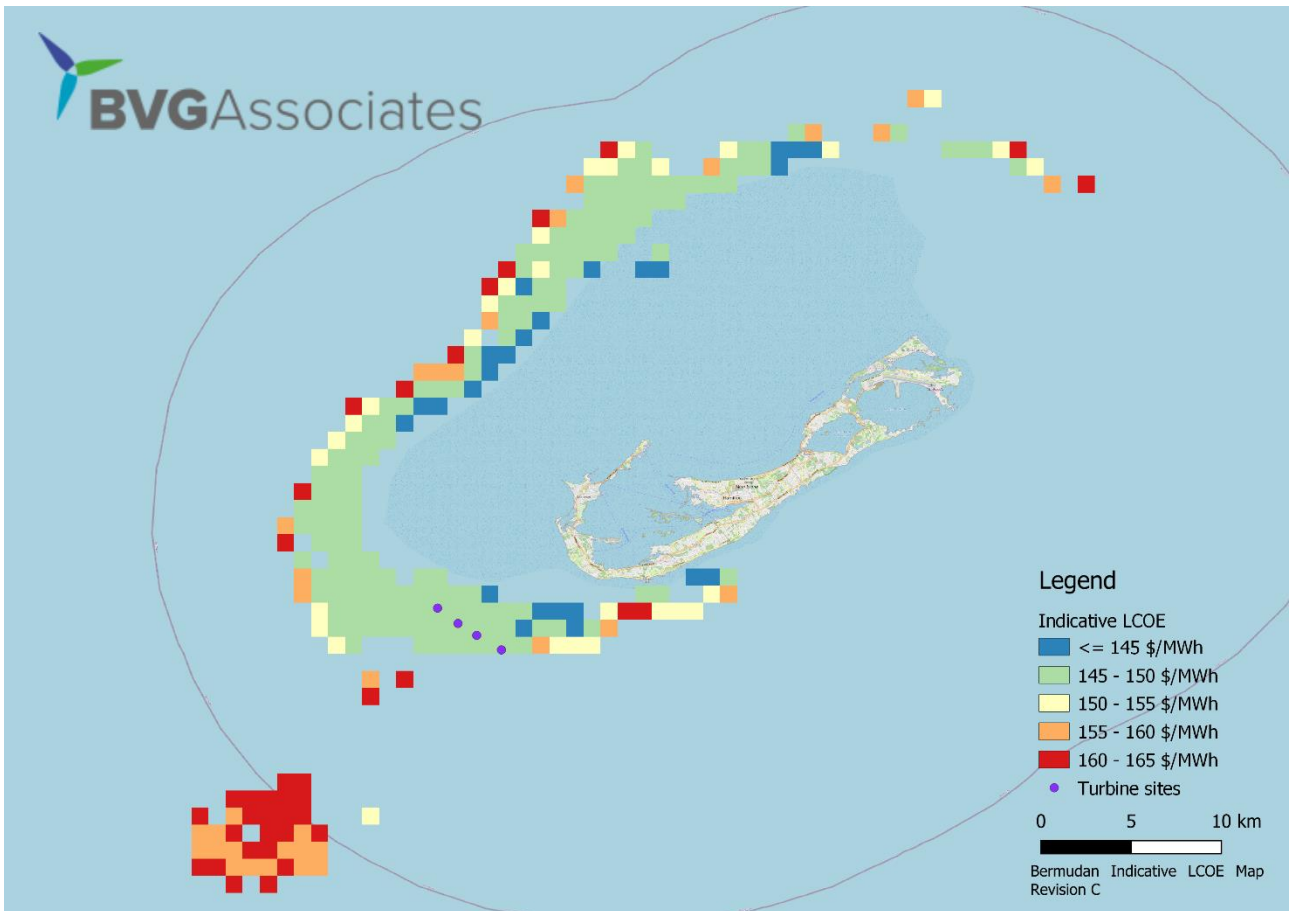 BVGAssociates
Legend
Indicative LCOE
<= 145 $/MWh
145 - 150 $/MWh
150 - 155 $/MWh
155 - 160 $/MWh
160 - 165 $/MWh
Turbine sites
0 5 10 km
Bermudan Indicative LCOE Map
Revision C